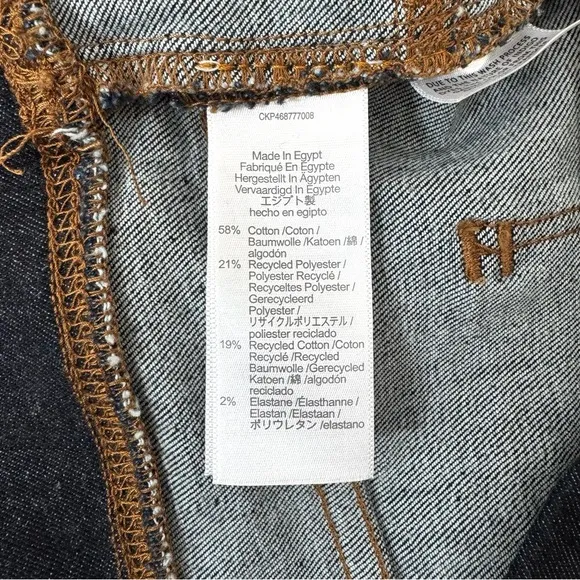 CKP468777008
Made In Egypt
Fabriqué En Égypte
Hergestellt In Ägypten
Vervaardigd In Egypte
エジプト製
hecho en egipto
58% Cotton /Coton /
Baumwolle /Katoen /綿 /
algodón
21% Recycled Polyester /
Polyester Recyclé /
Recyceltes Polyester /
Gerecycleerd
Polyester /
リサイクルポリエステル /
poliester reciclado
19% Recycled Cotton /Coton
Recyclé /Recycled
Baumwolle /Gerecycled
Katoen /綿 /algodón
reciclado
2% Elastane /Élasthanne /
Elastan /Elastaan /
ポリウレタン /elastano
DUE TO THIS WASH PROCESS